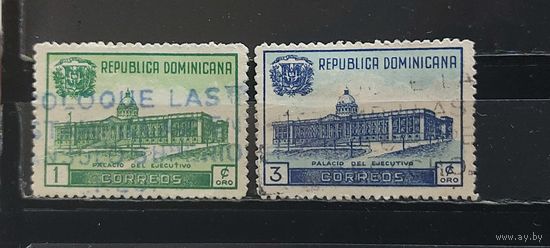 REPUBLICA DOMINICANA
OLOQUE LAS
PALACIO DEL EJECUTIVO
1 ¢ ORO
CORREOS
REPUBLICA DOMINICANA
PALACIO DEL EJECUTIVO
3 ¢ ORO
CORREOS
www.ay.by